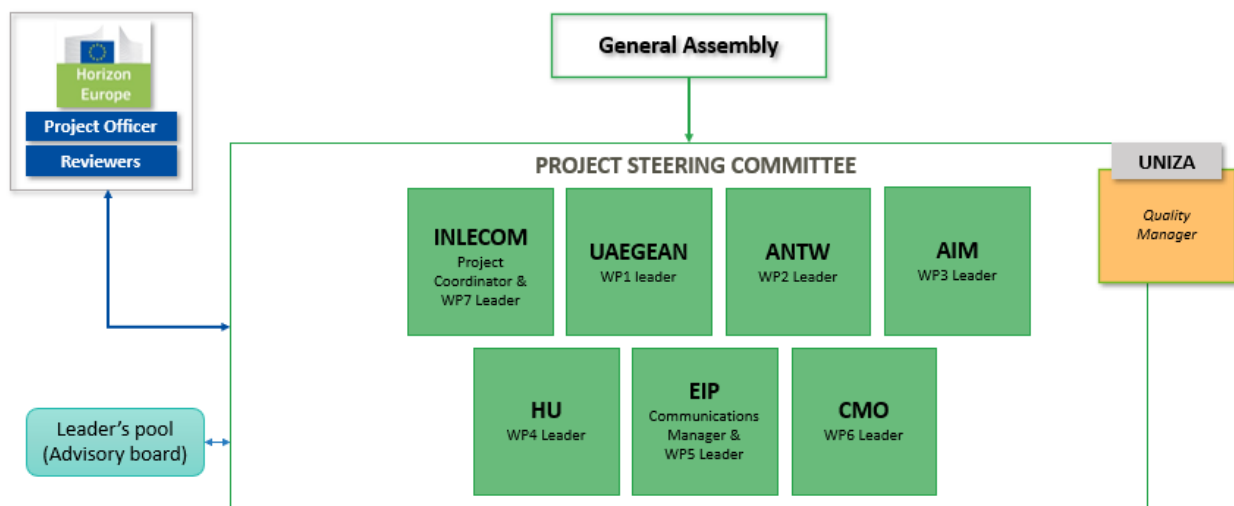 Horizon
Europe
Project Officer
Reviewers
General Assembly
PROJECT STEERING COMMITTEE
UNIZA
Quality
Manager
INLECOM
Project
Coordinator &
WP7 Leader
UAEGEAN
WP1 leader
ANTW
WP2 Leader
AIM
WP3 Leader
HU
WP4 Leader
EIP
Communications
Manager &
WP5 Leader
CMO
WP6 Leader
Leader's pool
(Advisory board)